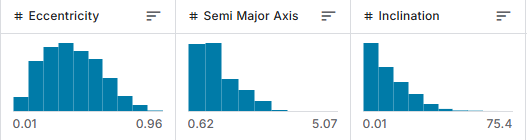 # Eccentricity
# Semi Major Axis
# Inclination
0.01 0.96
0.62 5.07
0.01 75.4